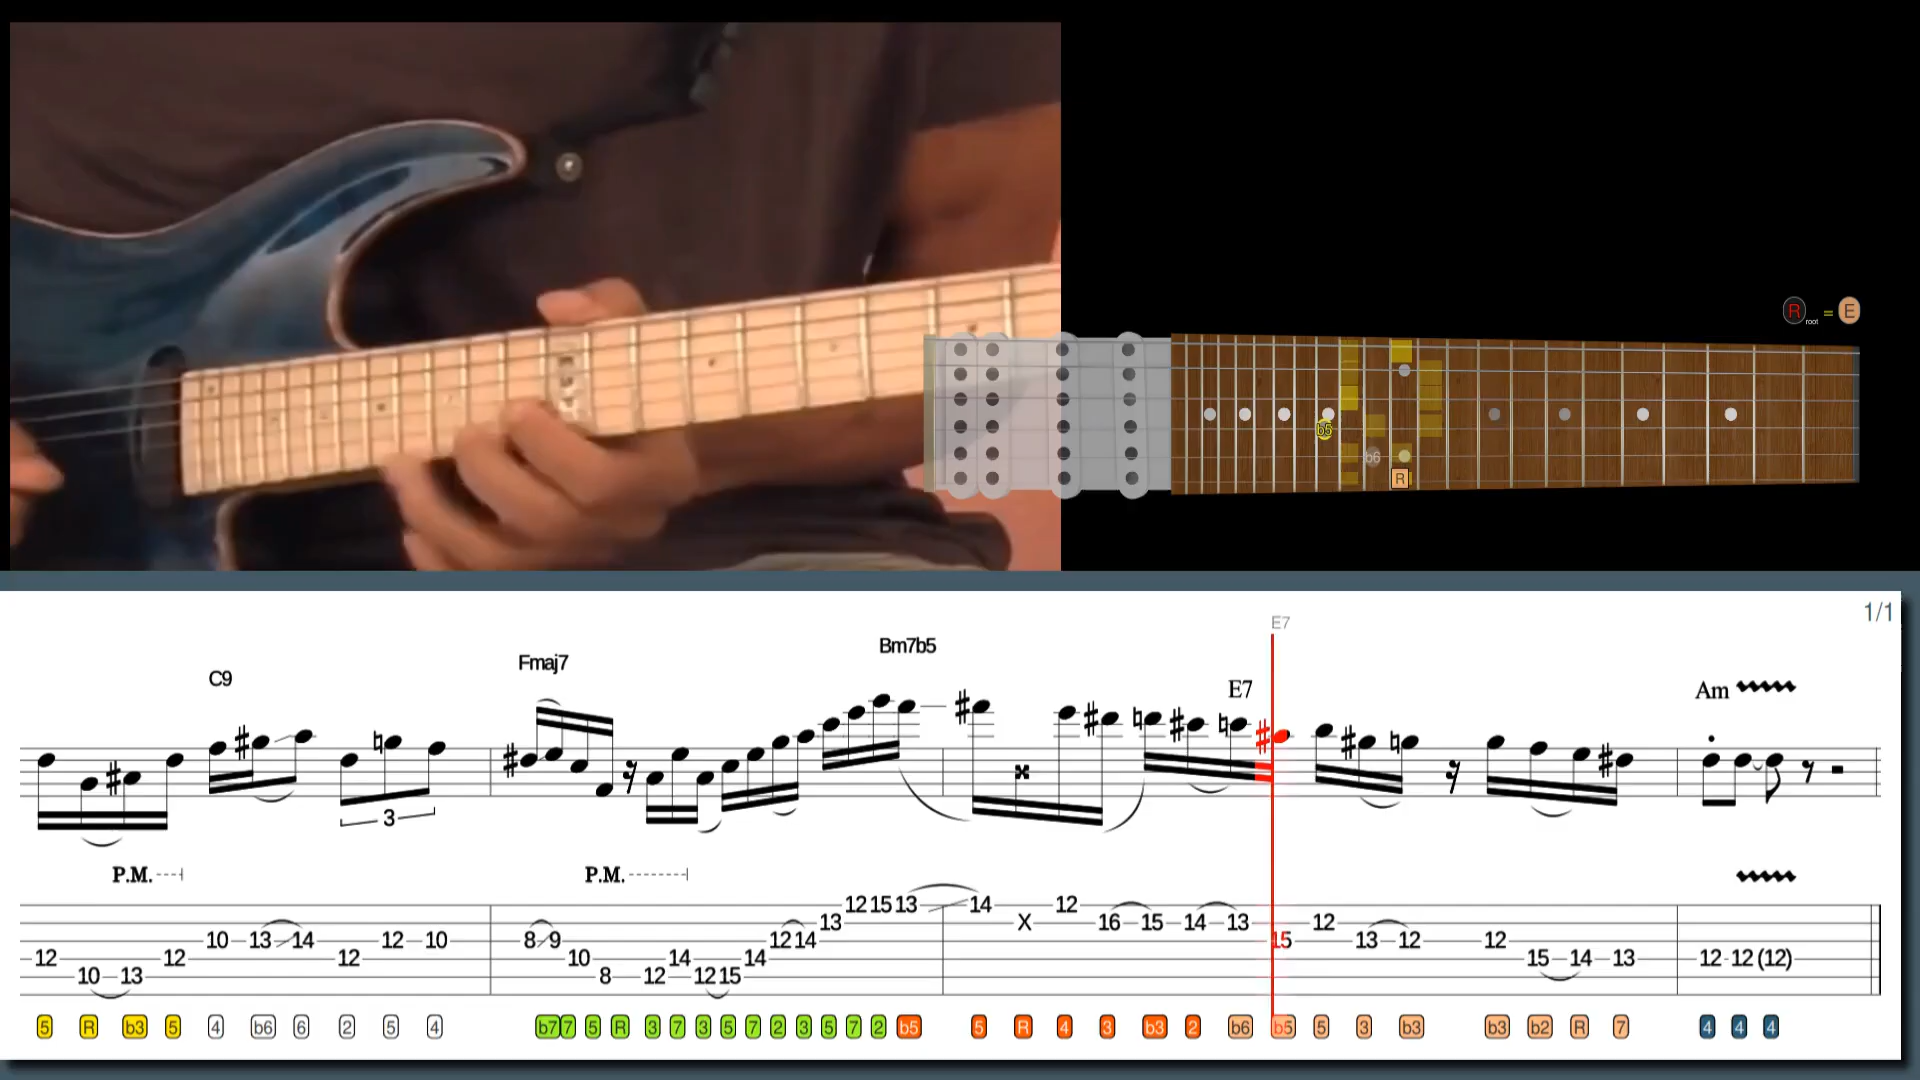 R root = E
b5
b6
R
1/1
E7
C9 Fmaj7 Bm7b5 E7 Am
3
P.M. P.M.
12 15 13 14 12
13 X 16 15 14 13 12
10 13 14 12 10 8 9 12 14 15 13 12 12
12 12 12 10 14 14 15 14 13 12 12 (12)
10 13 8 12 12 15
5 R b3 5 4 b6 6 2 5 4 b7 7 5 R 3 7 3 5 7 2 3 5 7 2 b5 5 R 4 3 b3 2 b6 b5 5 3 b3 b3 b2 R 7 4 4 4